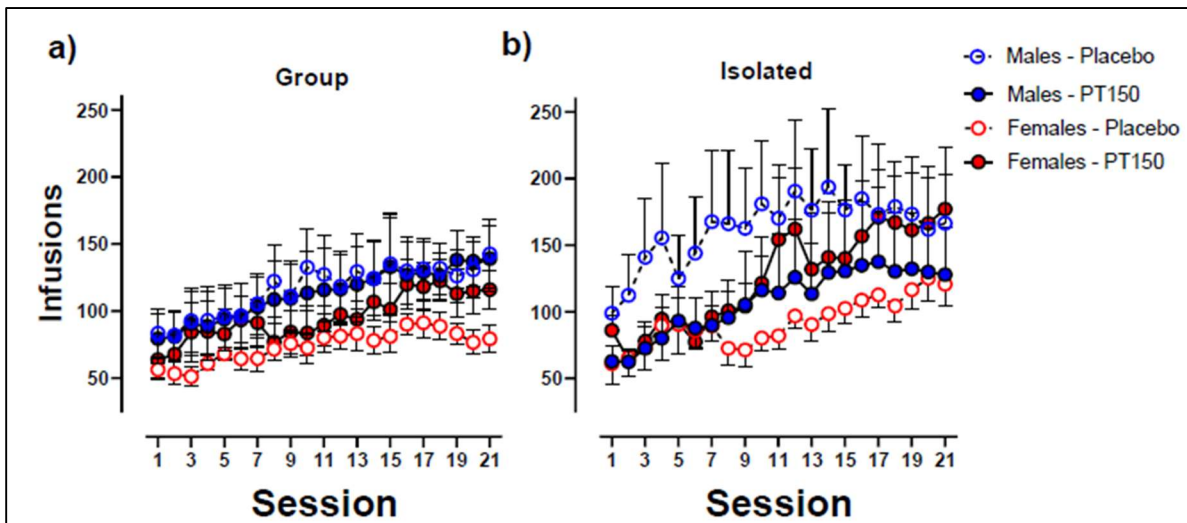 a)
Group
Infusions
250
200
150
100
50
1 3 5 7 9 11 13 15 17 19 21
Session
b)
Isolated
250
200
150
100
50
1 3 5 7 9 11 13 15 17 19 21
Session
Males - Placebo
Males - PT150
Females - Placebo
Females - PT150